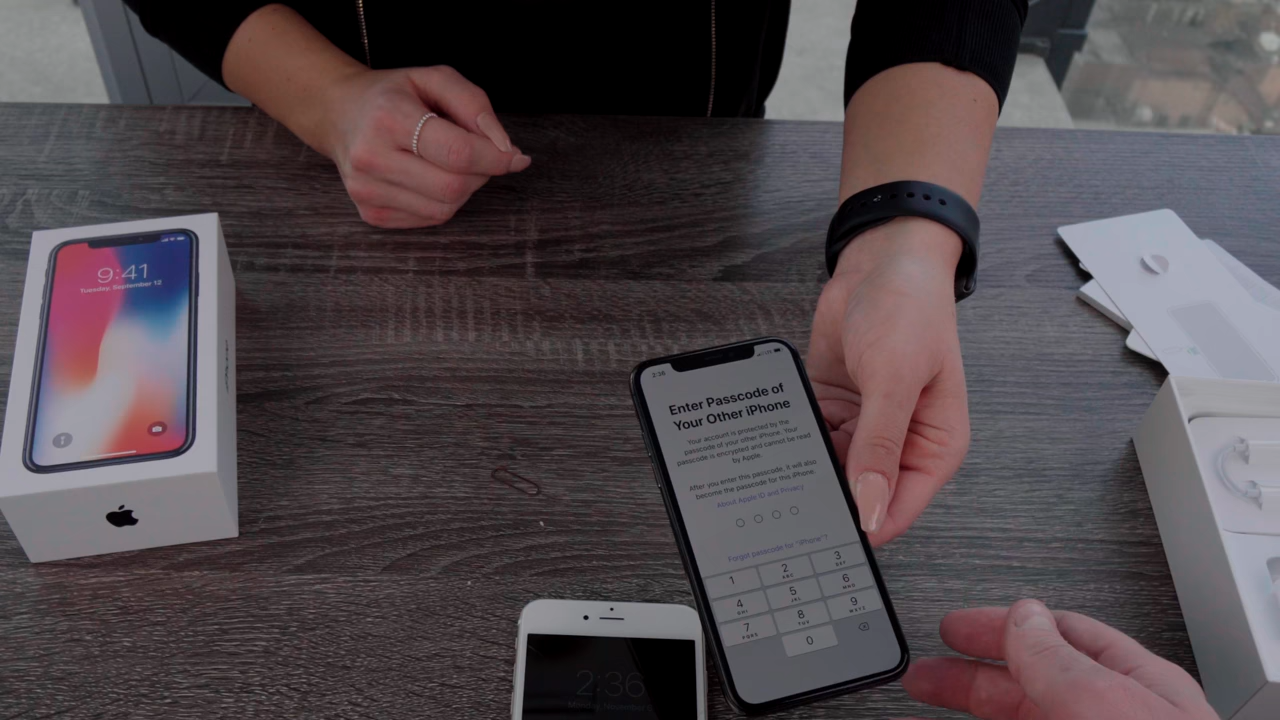 9:41
Tuesday, September 12
2:36
Enter Passcode of
Your Other iPhone
Your account is protected by the
passcode of your other iPhone. Your
passcode is encrypted and cannot be read
by Apple.
After you enter this passcode, it will also
become the passcode for this iPhone.
About Apple ID and Privacy
Forgot passcode for "iPhone"?
1
2 ABC
3 DEF
4 GHI
5 JKL
6 MNO
7 PQRS
8 TUV
9 WXYZ
0
2:36
Monday, November